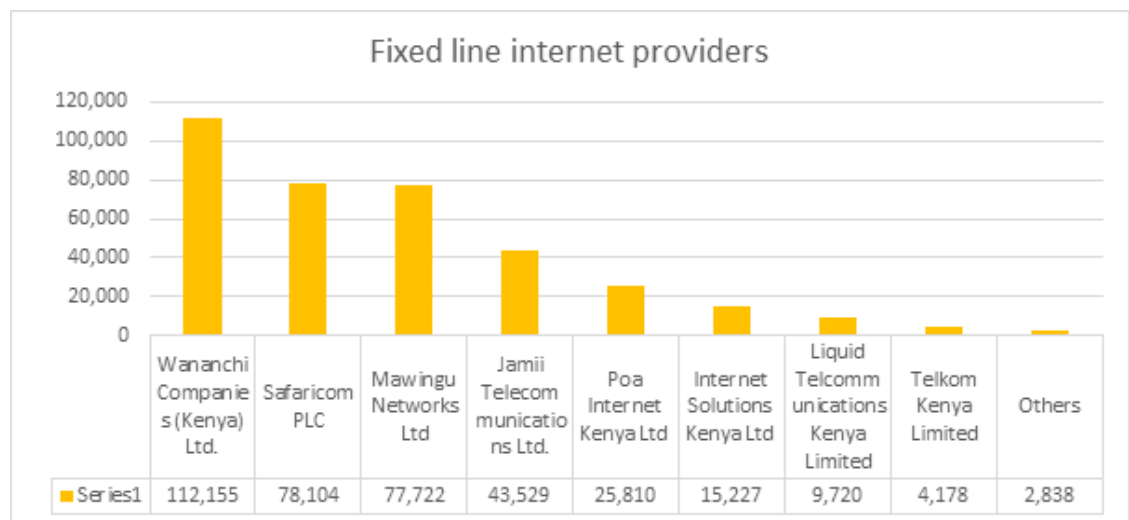 Fixed line internet providers
120,000
100,000
80,000
60,000
40,000
20,000
0
Wananchi
Companie
s (Kenya)
Ltd.
Safaricom
PLC
Mawingu
Networks
Ltd
Jamii
Telecom
municatio
ns Ltd.
Poa
Internet
Kenya Ltd
Internet
Solutions
Kenya Ltd
Liquid
Telcomm
unications
Kenya
Limited
Telkom
Kenya
Limited
Others
Series1 112,155 78,104 77,722 43,529 25,810 15,227 9,720 4,178 2,838